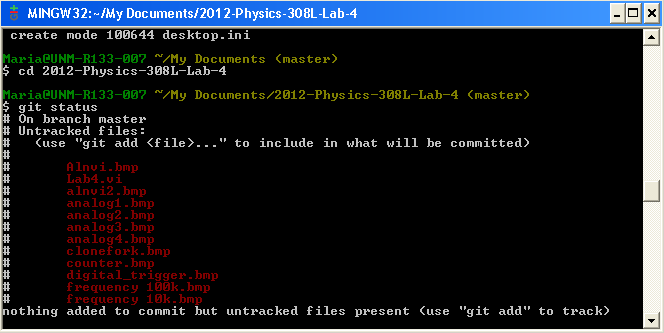 MINGW32:~/My Documents/2012-Physics-308L-Lab-4
create mode 100644 desktop.ini
Maria@UNM-R133-007 ~/My Documents (master)
$ cd 2012-Physics-308L-Lab-4
Maria@UNM-R133-007 ~/My Documents/2012-Physics-308L-Lab-4 (master)
$ git status
# On branch master
# Untracked files:
#   (use "git add <file>..." to include in what will be committed)
#
#       AInvi.bmp
#       Lab4.vi
#       aInvi2.bmp
#       analog1.bmp
#       analog2.bmp
#       analog3.bmp
#       analog4.bmp
#       clonefork.bmp
#       counter.bmp
#       digital_trigger.bmp
#       frequency 100k.bmp
#       frequency 10k.bmp
nothing added to commit but untracked files present (use "git add" to track)